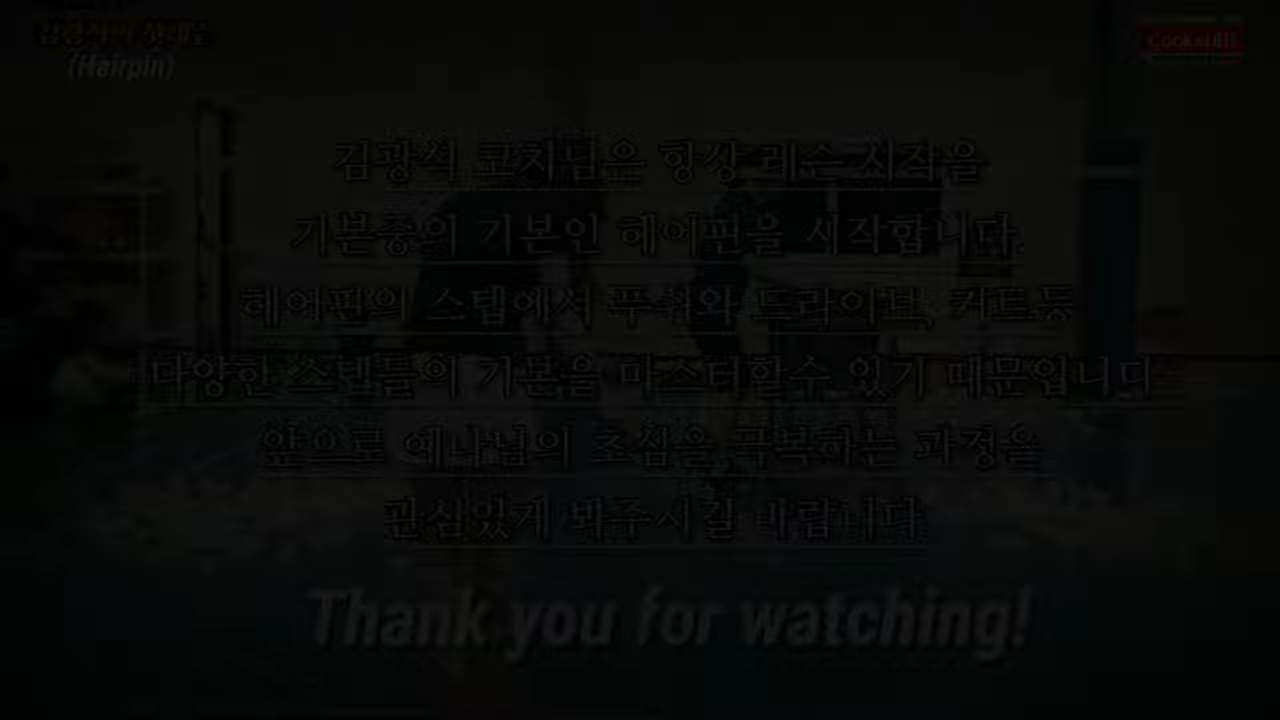 (Hairpin)
김광석 코치님은 항상 레슨 시작을
기본중의 기본인 헤어핀을 시작합니다.
헤어핀의 스텝에서 푸쉬와 드라이브, 커트등
다양한 스텝들의 기본을 마스터할수 있기 때문입니다
앞으로 예나님의 초심을 극복하는 과정을
관심있게 봐주시길 바랍니다
Thank you for watching!